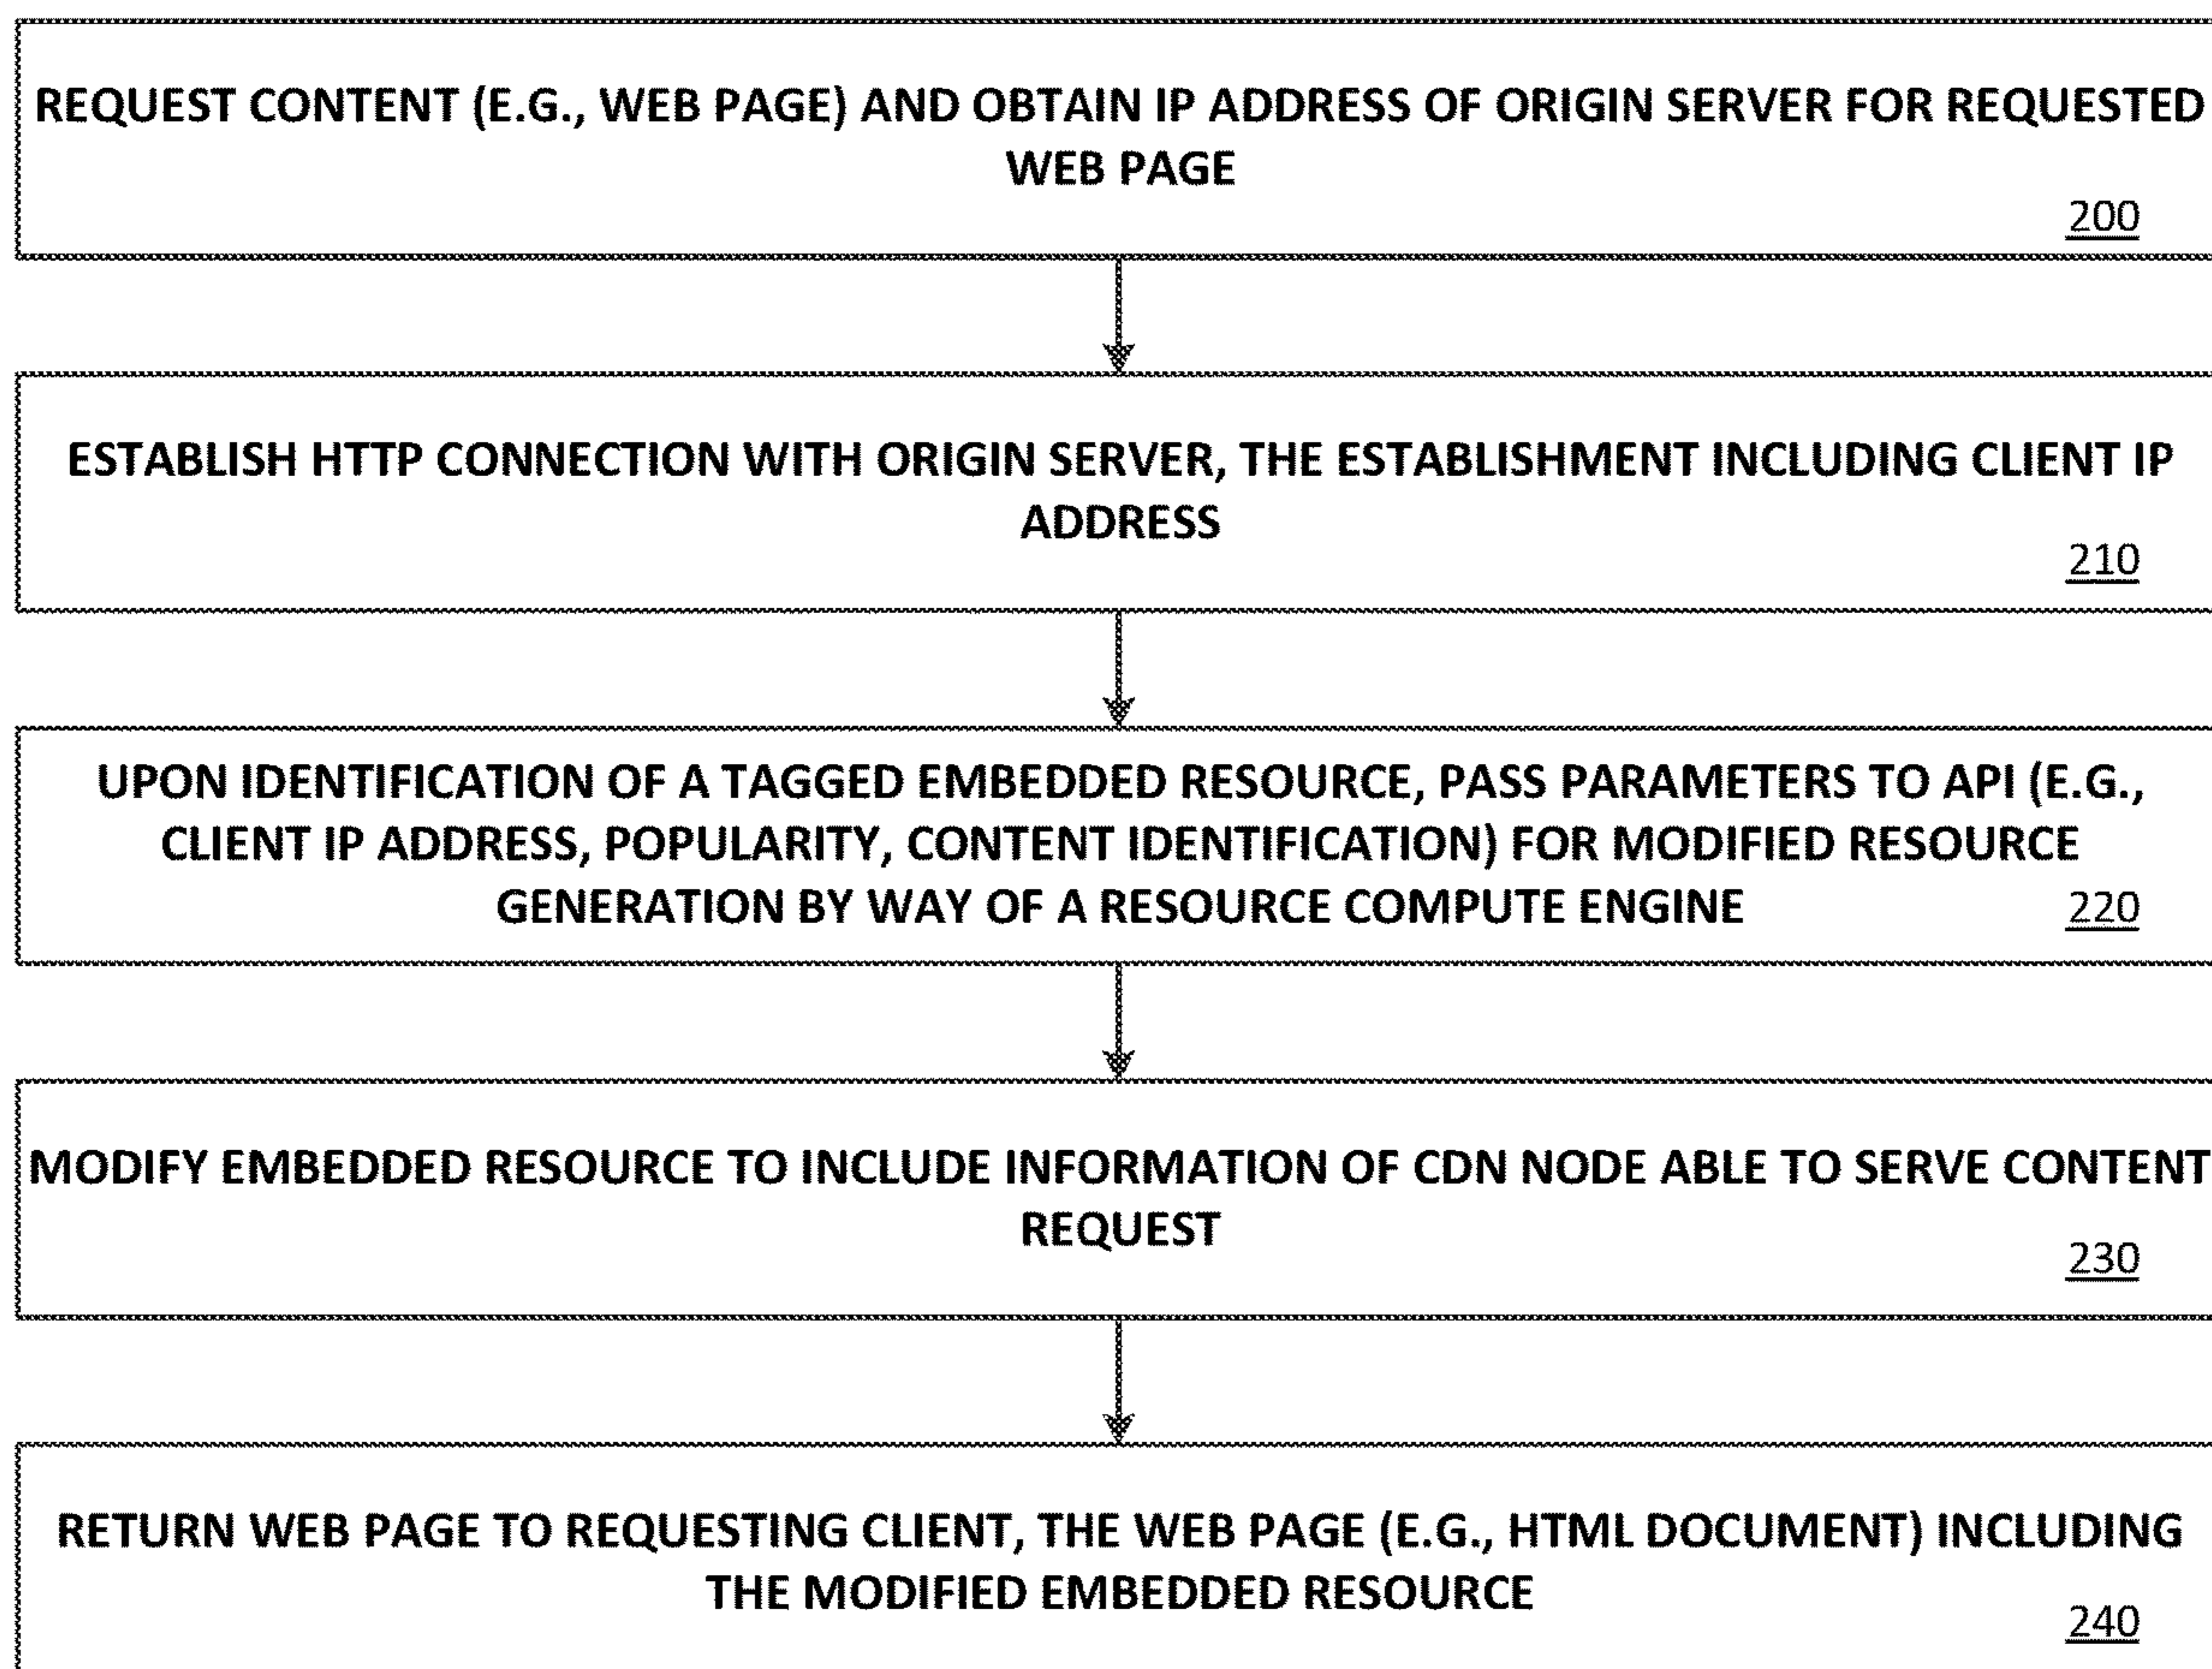 REQUEST CONTENT (E.G., WEB PAGE) AND OBTAIN IP ADDRESS OF ORIGIN SERVER FOR REQUESTED
WEB PAGE
200
ESTABLISH HTTP CONNECTION WITH ORIGIN SERVER, THE ESTABLISHMENT INCLUDING CLIENT IP
ADDRESS
210
UPON IDENTIFICATION OF A TAGGED EMBEDDED RESOURCE, PASS PARAMETERS TO API (E.G.,
CLIENT IP ADDRESS, POPULARITY, CONTENT IDENTIFICATION) FOR MODIFIED RESOURCE
GENERATION BY WAY OF A RESOURCE COMPUTE ENGINE
220
MODIFY EMBEDDED RESOURCE TO INCLUDE INFORMATION OF CDN NODE ABLE TO SERVE CONTENT
REQUEST
230
RETURN WEB PAGE TO REQUESTING CLIENT, THE WEB PAGE (E.G., HTML DOCUMENT) INCLUDING
THE MODIFIED EMBEDDED RESOURCE
240